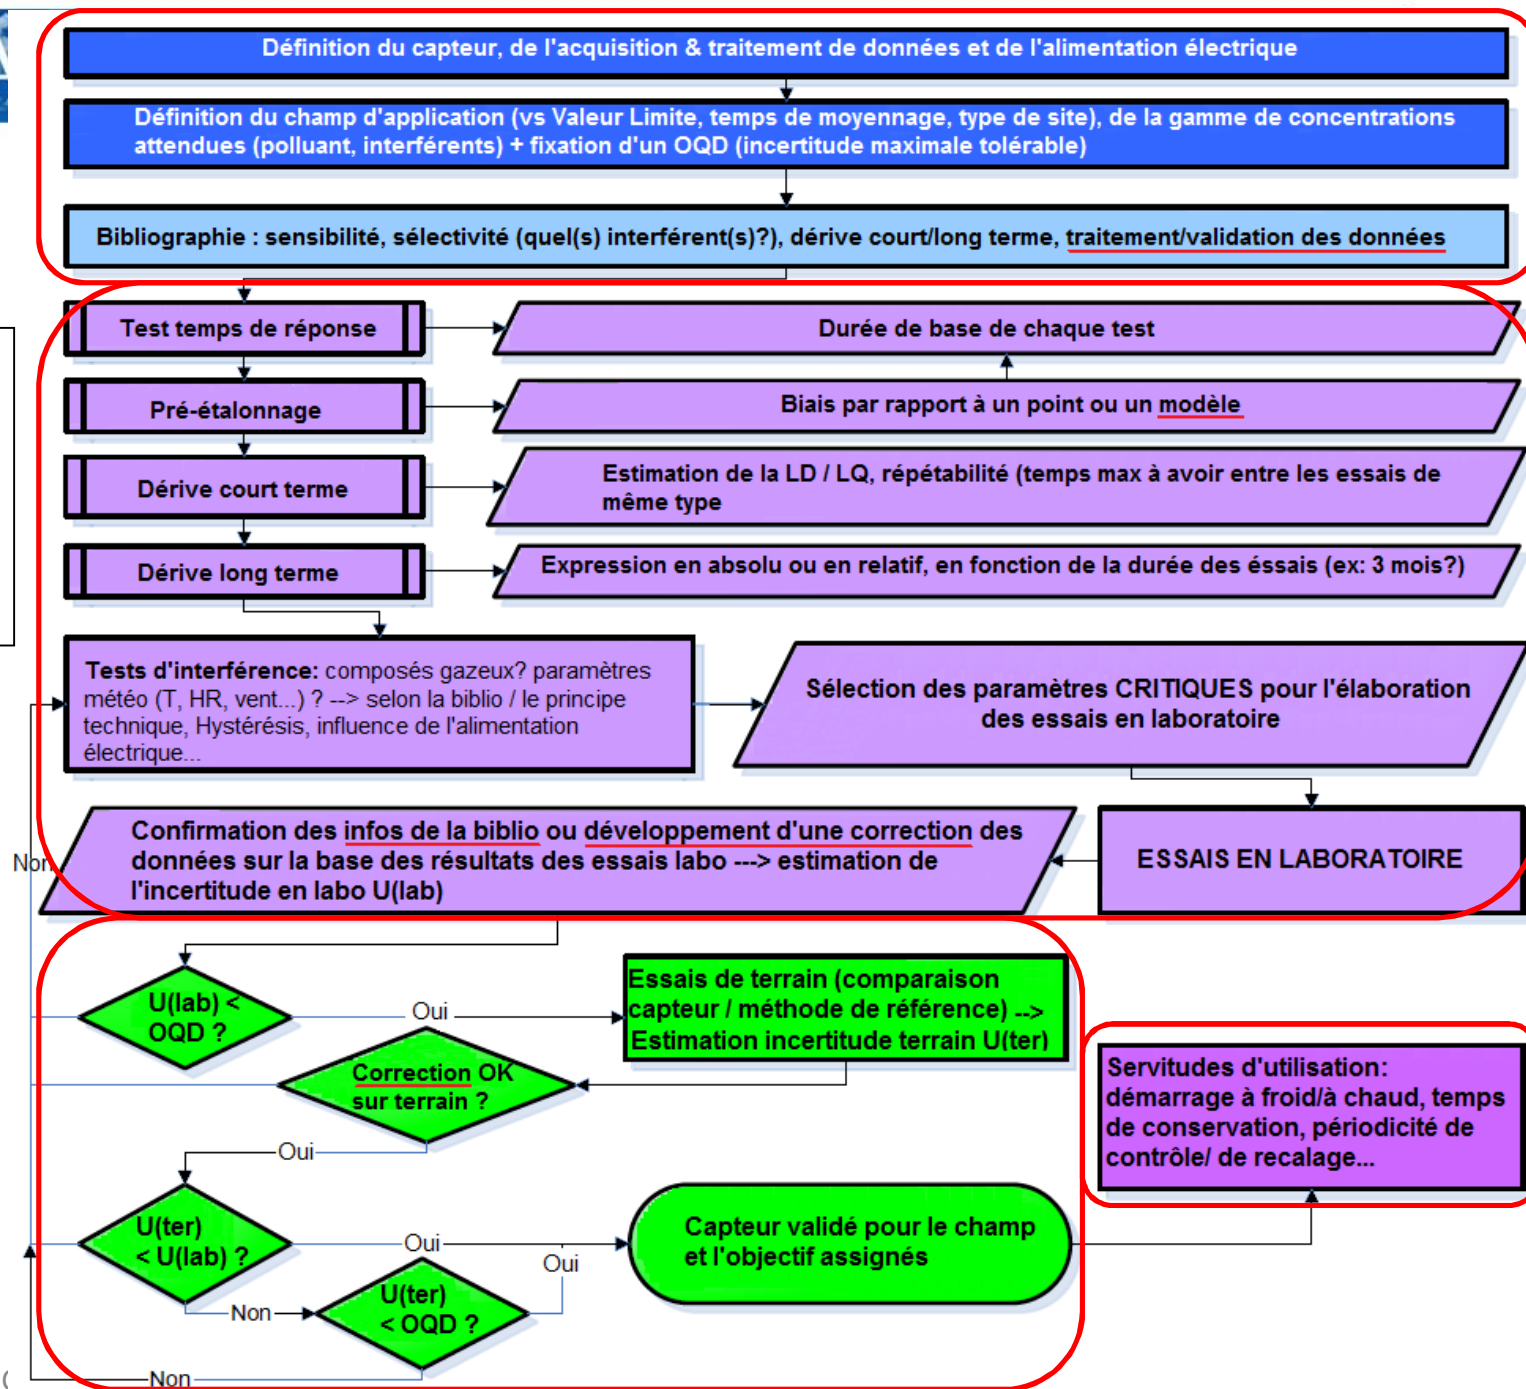 Définition du capteur, de l'acquisition & traitement de données et de l'alimentation électrique
Définition du champ d'application (vs Valeur Limite, temps de moyennage, type de site), de la gamme de concentrations
attendues (polluant, interférents) + fixation d'un OQD (incertitude maximale tolérable)
Bibliographie : sensibilité, sélectivité (quel(s) interférent(s)?), dérive court/long terme, traitement/validation des données
Test temps de réponse
Durée de base de chaque test
Pré-étalonnage
Biais par rapport à un point ou un modèle
Dérive court terme
Estimation de la LD / LQ, répétabilité (temps max à avoir entre les essais de
même type
Dérive long terme
Expression en absolu ou en relatif, en fonction de la durée des éssais (ex: 3 mois?)
Tests d'interférence: composés gazeux? paramètres
météo (T, HR, vent...) ? --> selon la biblio / le principe
technique, Hystérésis, influence de l'alimentation
électrique...
Sélection des paramètres CRITIQUES pour l'élaboration
des essais en laboratoire
Confirmation des infos de la biblio ou développement d'une correction des
données sur la base des résultats des essais labo ---> estimation de
l'incertitude en labo U(lab)
ESSAIS EN LABORATOIRE
Non
U(lab) <
OQD ?
Oui
Essais de terrain (comparaison
capteur / méthode de référence) -->
Estimation incertitude terrain U(ter)
Correction OK
sur terrain ?
Oui
Servitudes d'utilisation:
démarrage à froid/à chaud, temps
de conservation, périodicité de
contrôle/ de recalage...
U(ter)
< U(lab) ?
Oui
Oui
Capteur validé pour le champ
et l'objectif assignés
Non
U(ter)
< OQD ?
Non